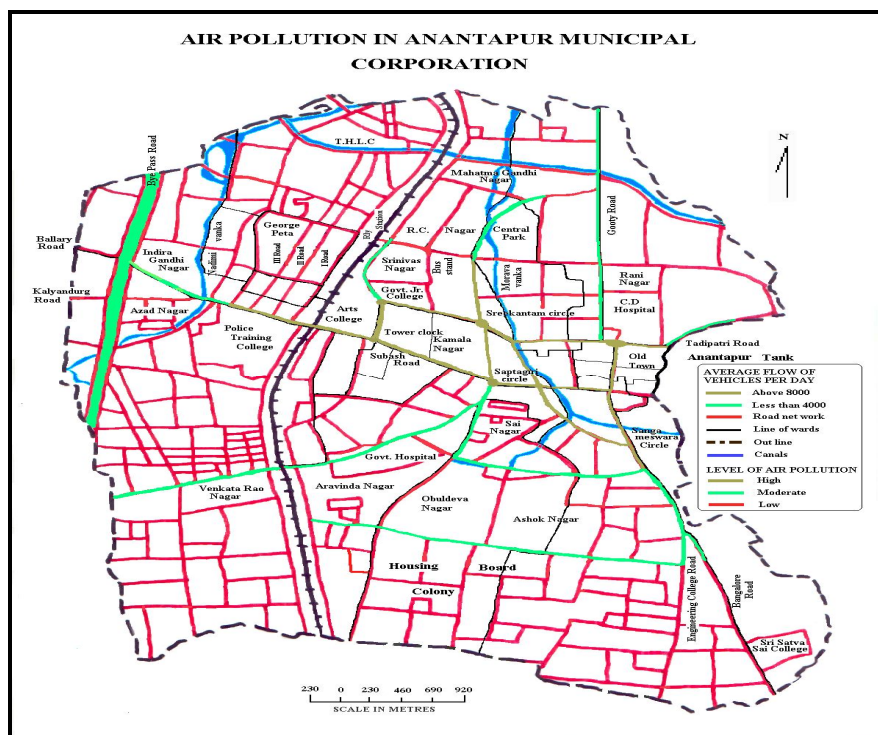 AIR POLLUTION IN ANANTAPUR MUNICIPAL
CORPORATION
N
T.H.L.C
Bye Pass Road
Mahatma Gandhi
Nagar
Gooty Road
George
Peta
III Road
II Road
I Road
Rly
Station
R.C.
Nagar
Central
Park
Ballary
Road
Indira
Gandhi
Nagar
Nadimi
vanka
Srinivas
Nagar
Bus
stand
Morava
vanka
Rani
Nagar
Kalyandurg
Road
Azad Nagar
Govt. Jr.
College
C.D
Hospital
Arts
College
Sreekantam circle
Police
Training
College
Tower clock
Kamala
Nagar
Tadipatri Road
Subash
Road
Old
Town
Anantapur Tank
Saptagiri
circle
AVERAGE FLOW OF
VEHICLES PER DAY
Above 8000
Less than 4000
Road net work
Line of wards
Out line
Canals
LEVEL OF AIR POLLUTION
High
Moderate
Low
Sai
Nagar
Sanga
meswara
Circle
Govt. Hospital
Venkata Rao
Nagar
Aravinda Nagar
Obuldeva
Nagar
Ashok Nagar
Housing Board
Colony
Engineering College Road
Bangalore
Road
Sri Satya
Sai College
230 0 230 460 690 920
SCALE IN METRES